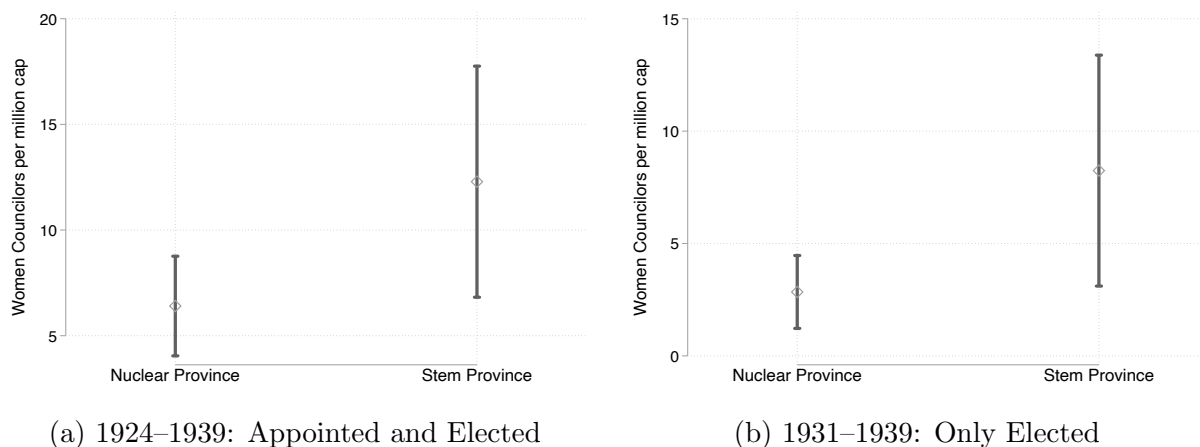 Women Councilors per million cap
20
15
10
5
Nuclear Province
Stem Province
(a) 1924–1939: Appointed and Elected
Women Councilors per million cap
15
10
5
0
Nuclear Province
Stem Province
(b) 1931–1939: Only Elected